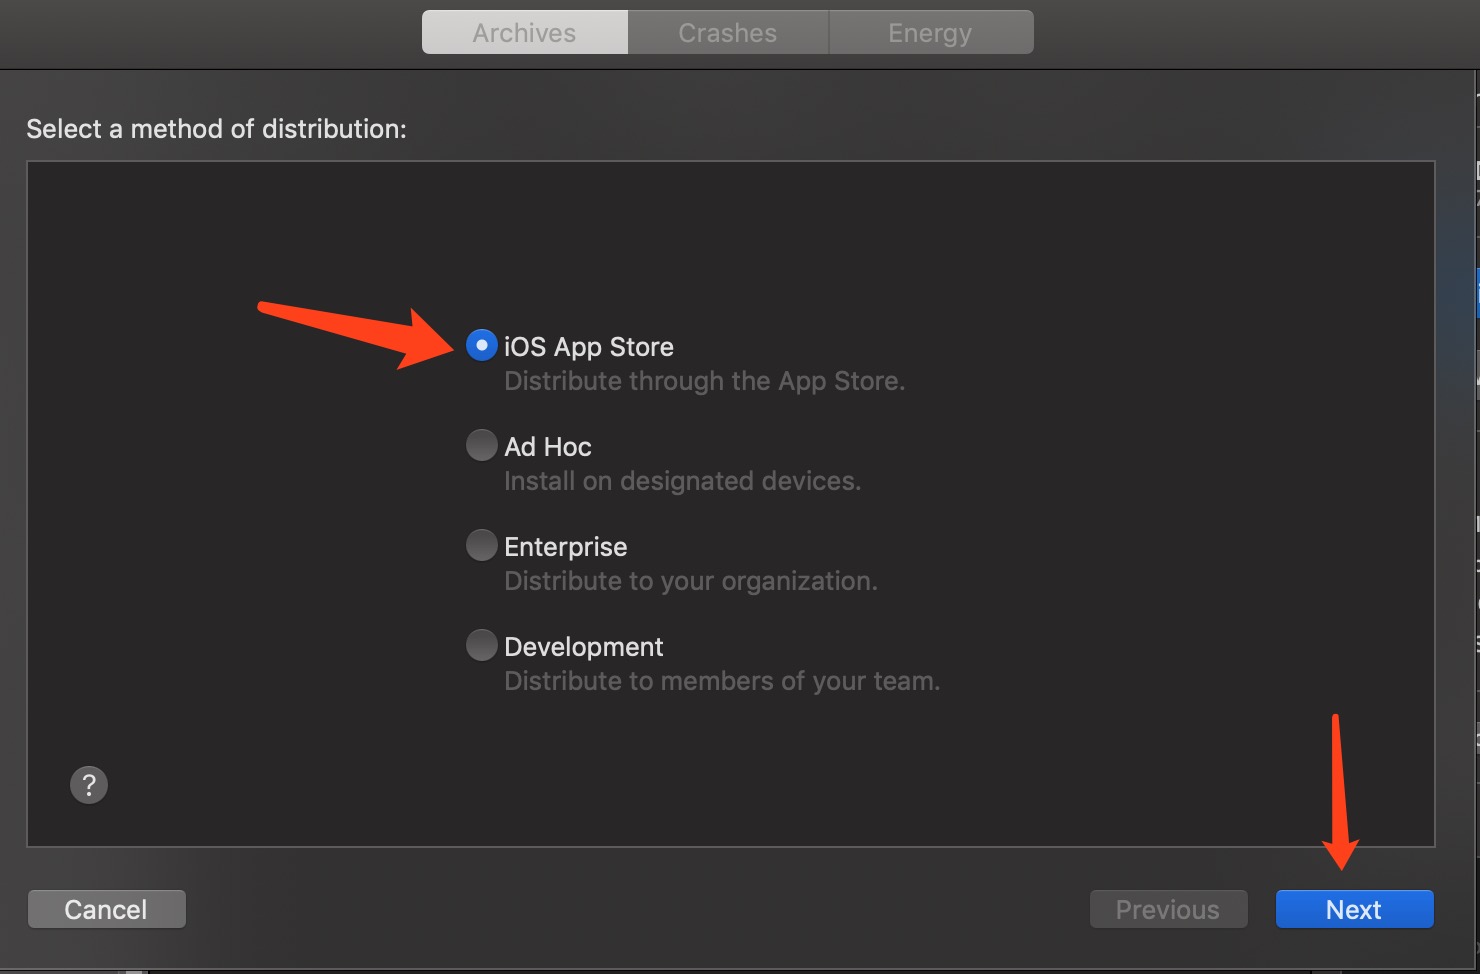 Archives
Crashes
Energy
Select a method of distribution:
iOS App Store
Distribute through the App Store.
Ad Hoc
Install on designated devices.
Enterprise
Distribute to your organization.
Development
Distribute to members of your team.
?
Cancel
Previous
Next